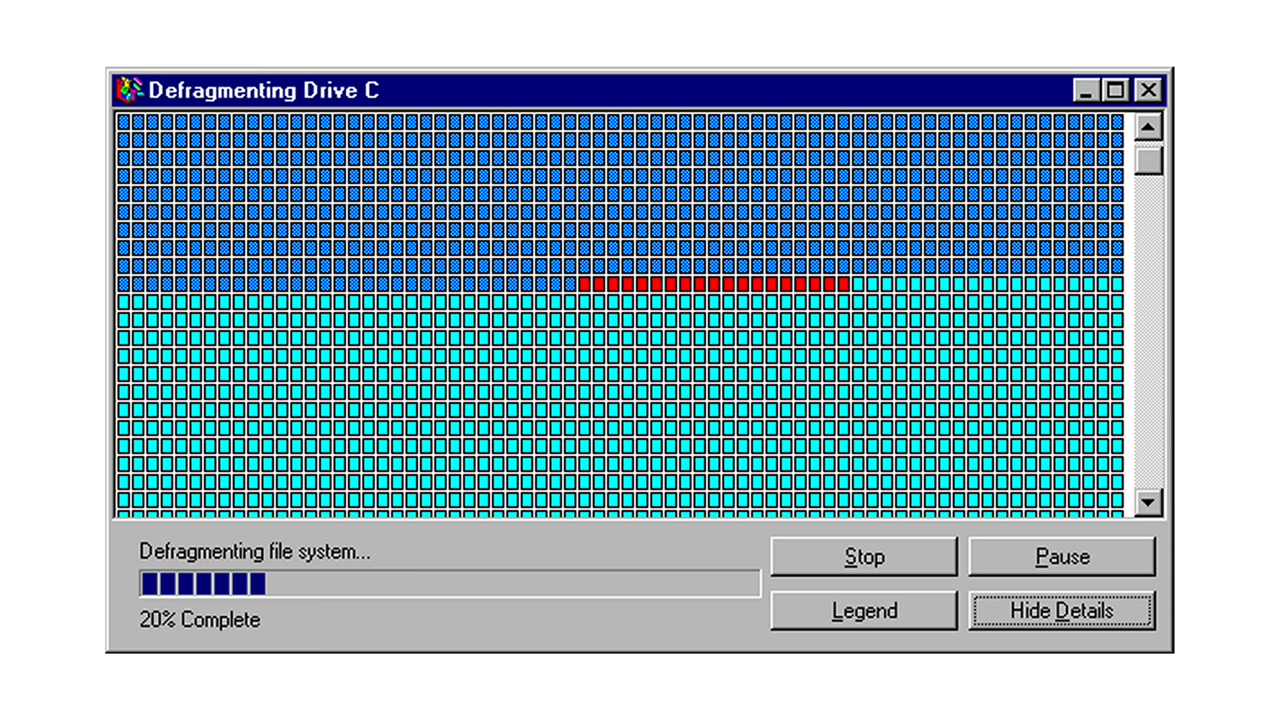 Defragmenting Drive C
Defragmenting file system...
20% Complete
Stop
Pause
Legend
Hide Details